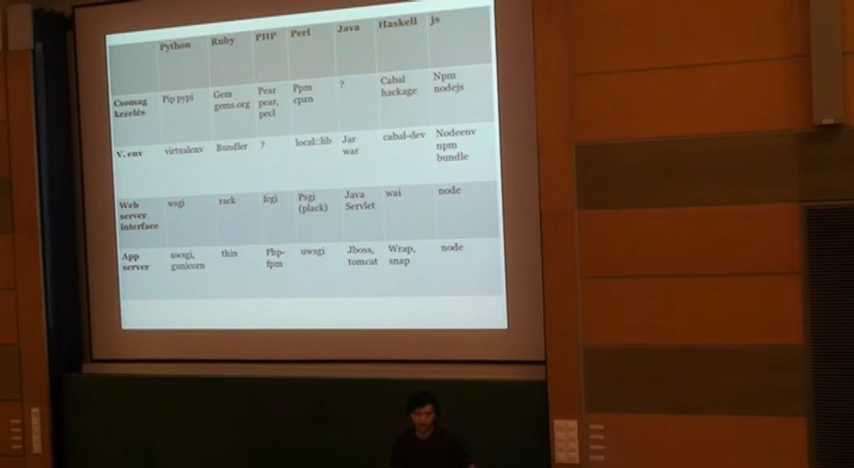 Python Ruby PHP Perl Java Haskell js
Csomag kezelés Pip pypi Gem gems.org Pear pear, pecl Ppm cpan ? Cabal hackage Npm nodejs
V. env virtualenv Bundler ? local::lib Jar war cabal-dev Nodeenv npm bundle
Web server interface wsgi rack fcgi Psgi (plack) Java Servlet wai node
App server uwsgi, gunicorn thin Php-fpm uwsgi Jboss, tomcat Wrap, snap node